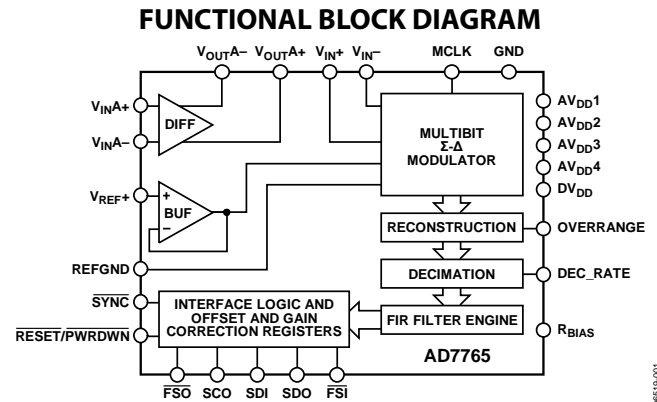 FUNCTIONAL BLOCK DIAGRAM
VOUTA− VOUTA+ VIN+ VIN− MCLK GND
VINA+
DIFF
VINA−
MULTIBIT
Σ-Δ
MODULATOR
AVDD1
AVDD2
AVDD3
AVDD4
DVDD
VREF+
+
BUF
−
RECONSTRUCTION
OVERRANGE
REFGND
DECIMATION
DEC_RATE
SYNC
INTERFACE LOGIC AND
OFFSET AND GAIN
CORRECTION REGISTERS
FIR FILTER ENGINE
RESET/PWRDWN
RBIAS
AD7765
FSO SCO SDI SDO FSI